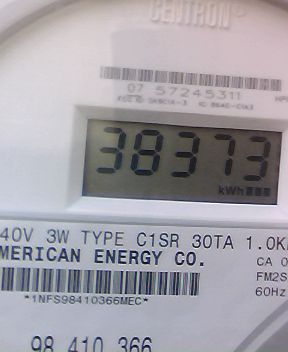 CENTRON®
07 57245311
38373
kWh
40V 3W TYPE C1SR 30TA 1.0K
MERICAN ENERGY CO.
CA 0
FM2S
60Hz
*1NFS98410366MEC*
98 410 366